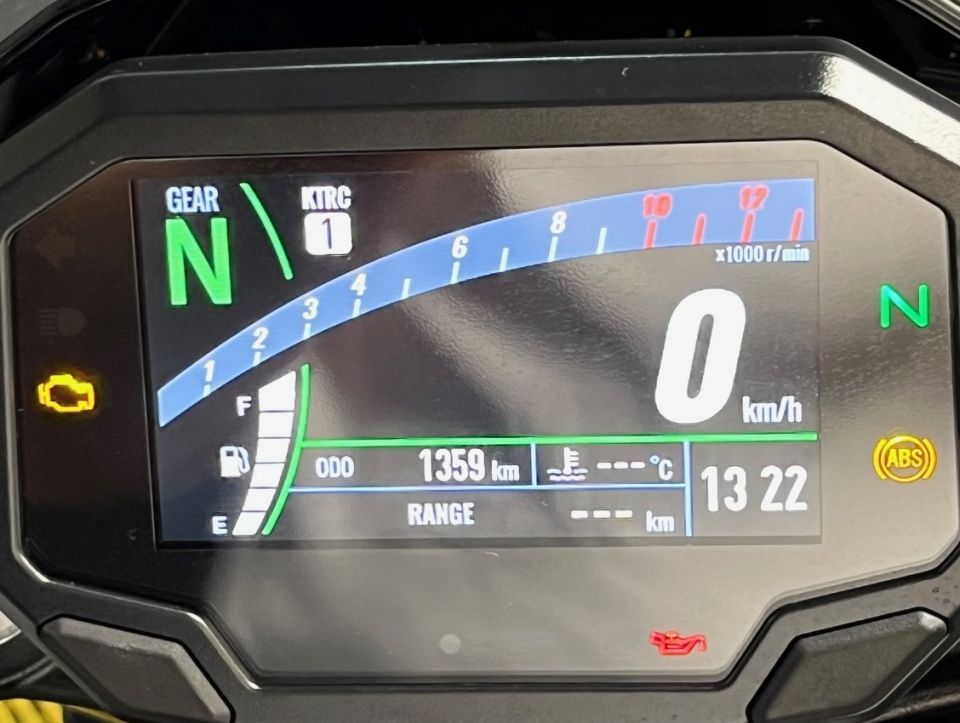 GEAR
N
KTRC
1
1 2 3 4 6 8 10 12
x1000 r/min
0
km/h
N
F
E
ODO 1359 km
---°C
13 22
RANGE --- km
ABS